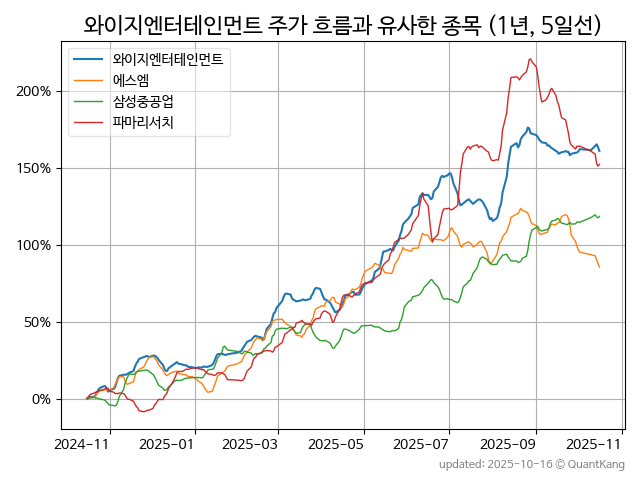 와이지엔터테인먼트 주가 흐름과 유사한 종목 (1년, 5일선)
와이지엔터테인먼트
에스엠
삼성중공업
파마리서치
200%
150%
100%
50%
0%
2024-11 2025-01 2025-03 2025-05 2025-07 2025-09 2025-11
updated: 2025-10-16 © QuantKang